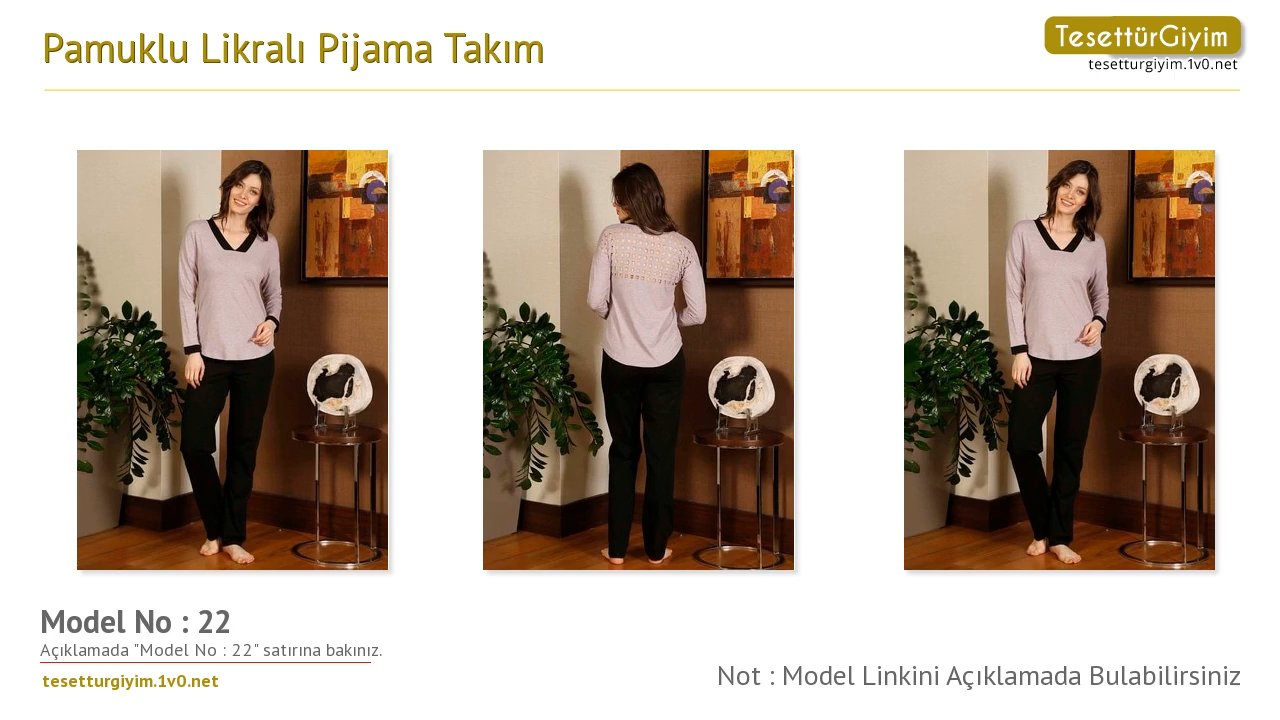 Pamuklu Likralı Pijama Takım
TesettürGiyim
tesetturgiyim.1v0.net
Model No : 22
Açıklamada "Model No : 22" satırına bakınız.
tesetturgiyim.1v0.net
Not : Model Linkini Açıklamada Bulabilirsiniz